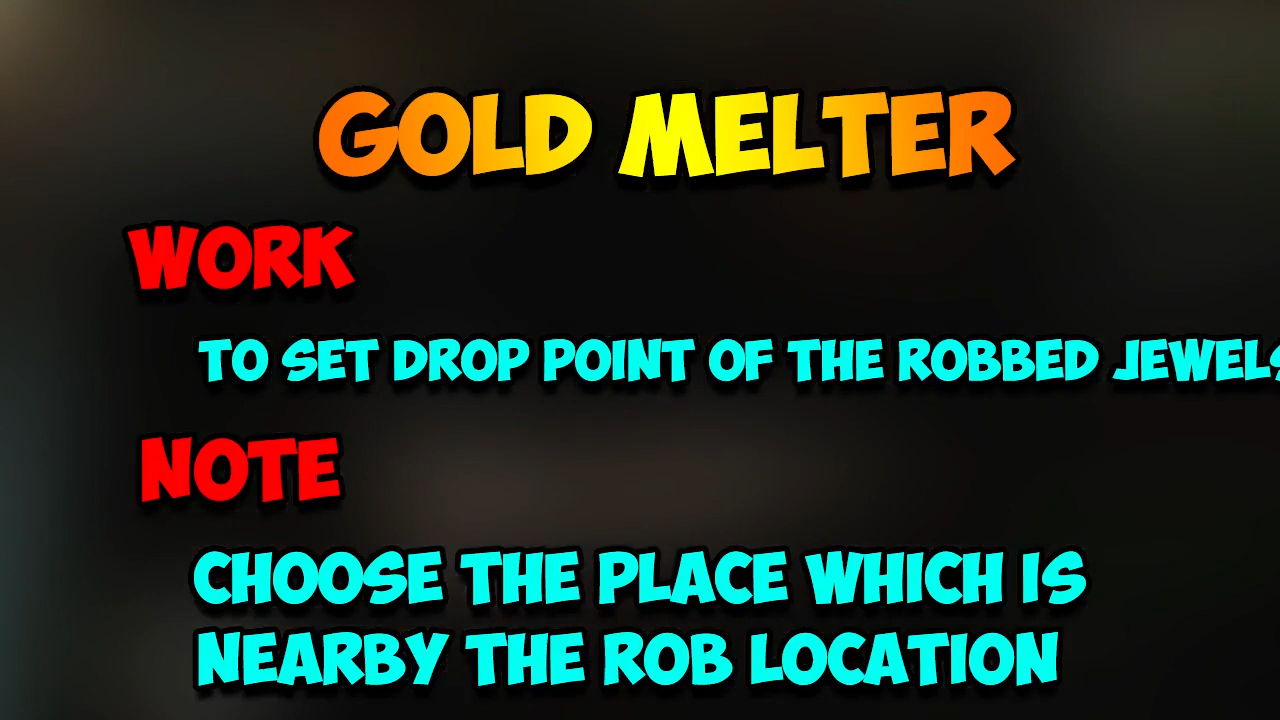 GOLD MELTER
WORK
TO SET DROP POINT OF THE ROBBED JEWELS
NOTE
CHOOSE THE PLACE WHICH IS
NEARBY THE ROB LOCATION